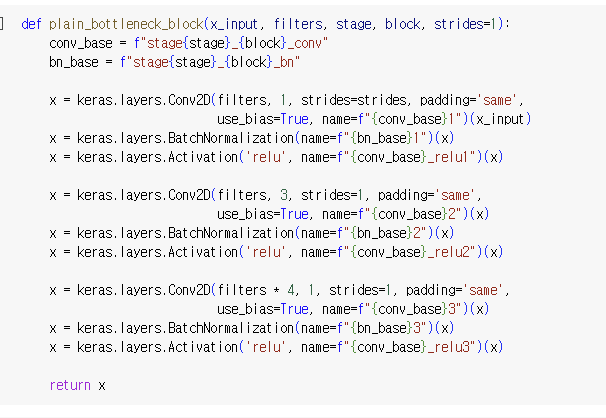 ] def plain_bottleneck_block(x_input, filters, stage, block, strides=1):
    conv_base = f"stage{stage}_{block}_conv"
    bn_base = f"stage{stage}_{block}_bn"

    x = keras.layers.Conv2D(filters, 1, strides=strides, padding='same',
                            use_bias=True, name=f"{conv_base}1")(x_input)
    x = keras.layers.BatchNormalization(name=f"{bn_base}1")(x)
    x = keras.layers.Activation('relu', name=f"{conv_base}_relu1")(x)

    x = keras.layers.Conv2D(filters, 3, strides=1, padding='same',
                            use_bias=True, name=f"{conv_base}2")(x)
    x = keras.layers.BatchNormalization(name=f"{bn_base}2")(x)
    x = keras.layers.Activation('relu', name=f"{conv_base}_relu2")(x)

    x = keras.layers.Conv2D(filters * 4, 1, strides=1, padding='same',
                            use_bias=True, name=f"{conv_base}3")(x)
    x = keras.layers.BatchNormalization(name=f"{bn_base}3")(x)
    x = keras.layers.Activation('relu', name=f"{conv_base}_relu3")(x)

    return x